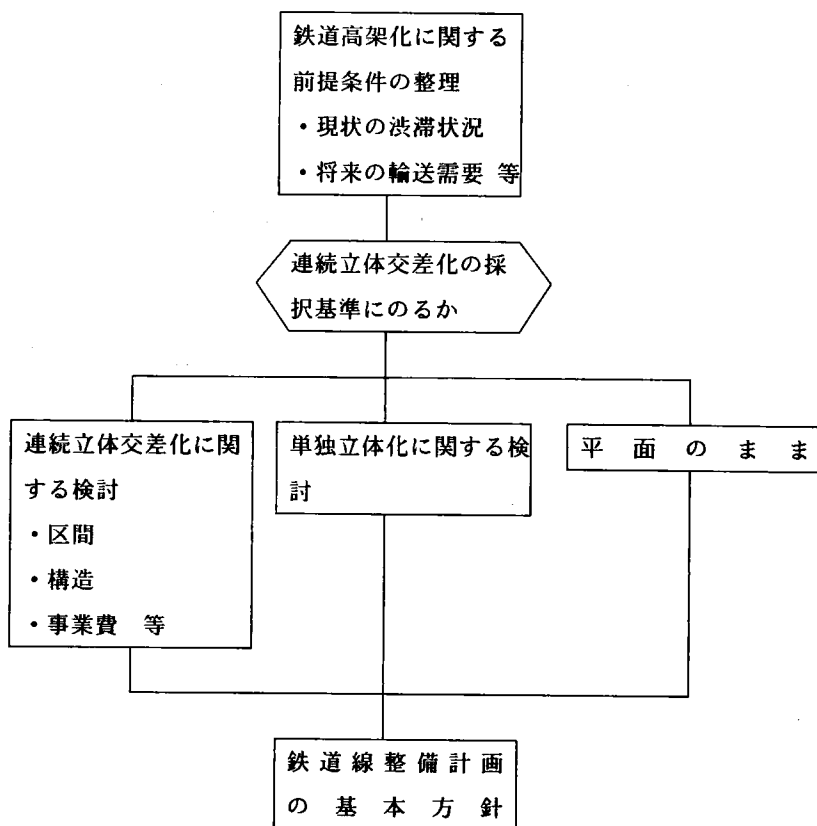 鉄道高架化に関する
前提条件の整理
・現状の渋滞状況
・将来の輸送需要 等
連続立体交差化の採
択基準にのるか
連続立体交差化に関
する検討
・区間
・構造
・事業費 等
単独立体化に関する検
討
平面のまま
鉄道線整備計画
の基本方針